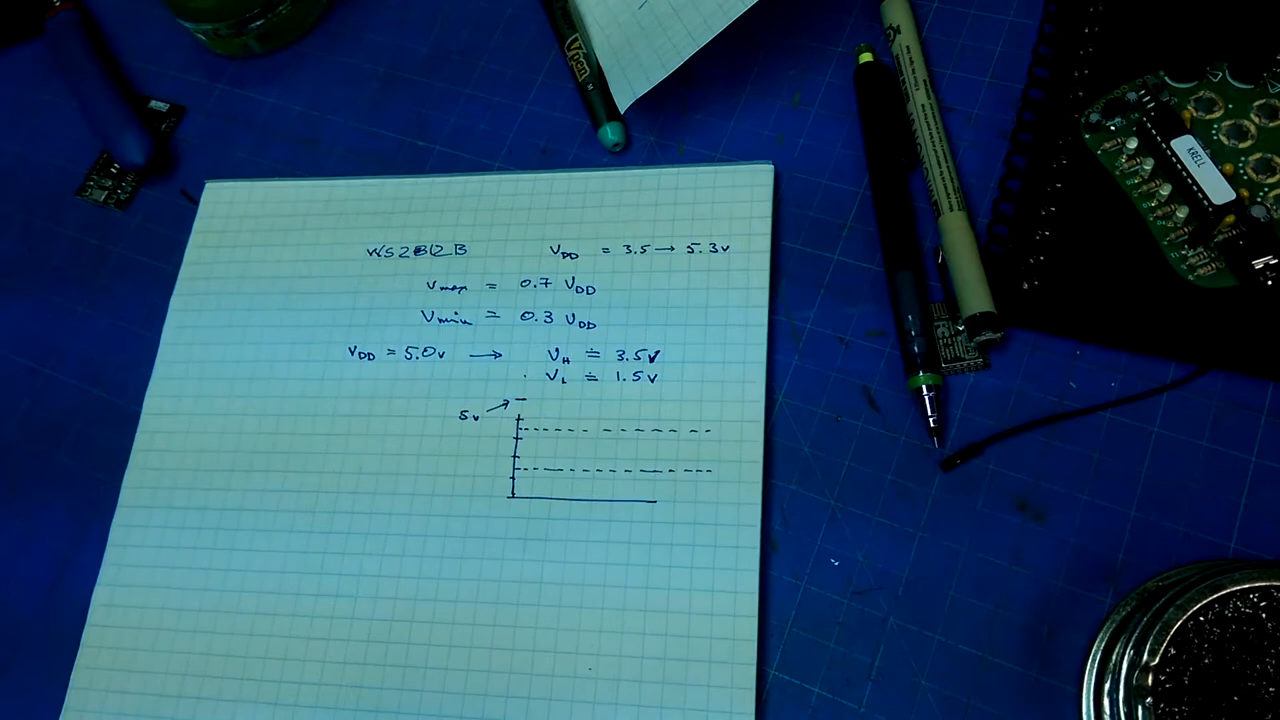 Vpen
M
KRELL
WS2812B VDD = 3.5 → 5.3V
Vmax = 0.7 VDD
Vmin = 0.3 VDD
VDD = 5.0V → VH ≐ 3.5V
VL ≐ 1.5V
5V